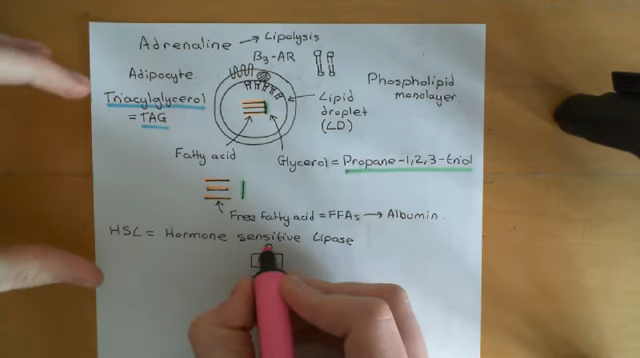 Adrenaline → Lipolysis
β3-AR
Adipocyte
Phospholipid
monolayer
Triacylglycerol
= TAG
Lipid
droplet
(LD)
Fatty acid
Glycerol = Propane-1,2,3-triol
Free fatty acid = FFAs → Albumin.
HSL = Hormone sensitive Lipase